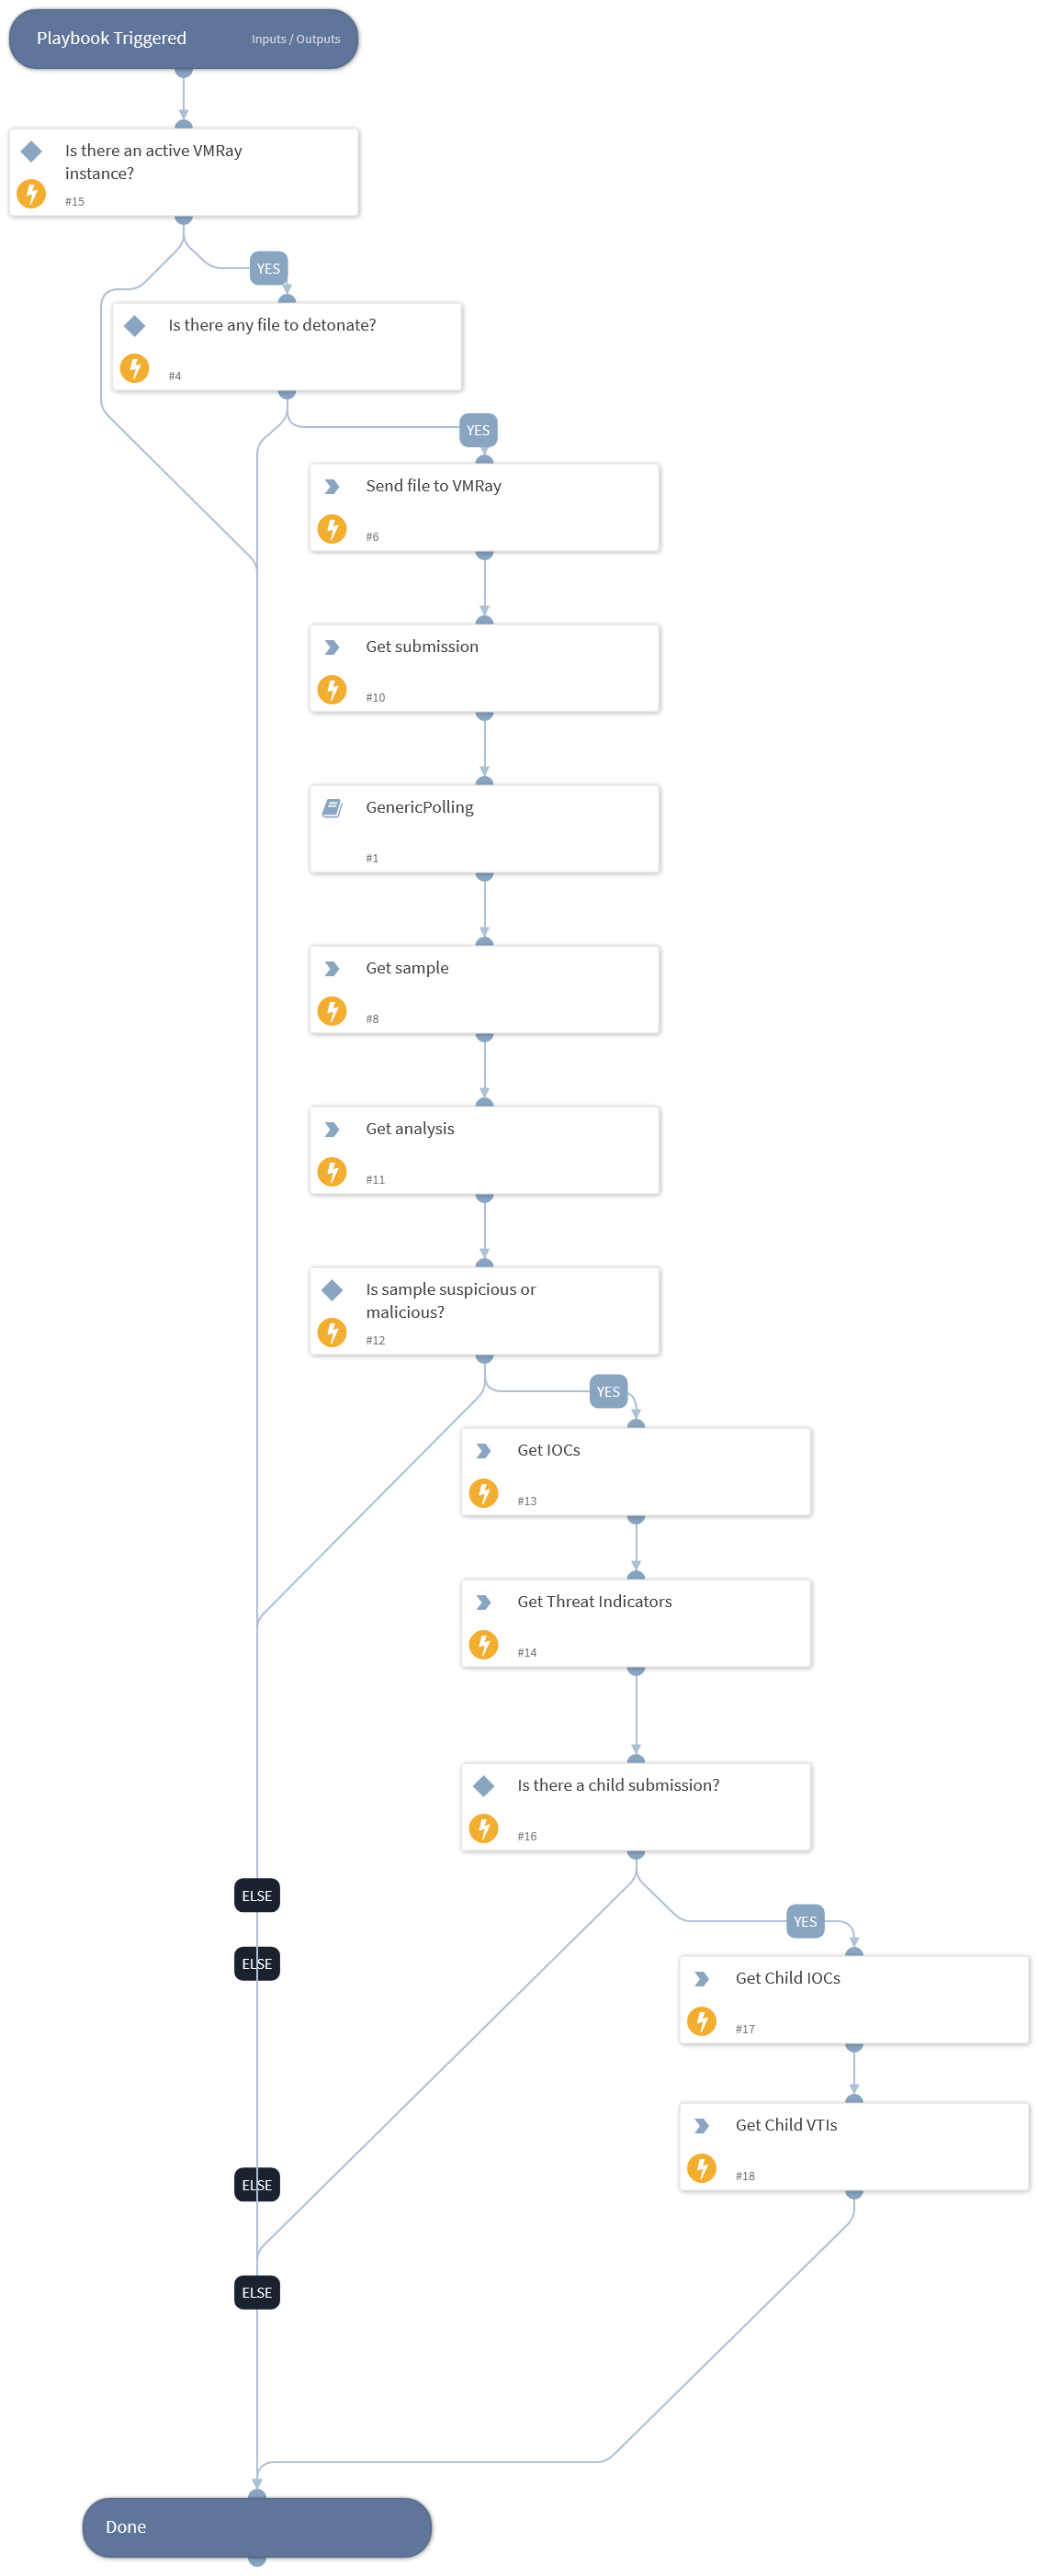 Playbook Triggered
Inputs / Outputs
Is there an active VMRay
instance?
#15
YES
Is there any file to detonate?
#4
YES
Send file to VMRay
#6
Get submission
#10
GenericPolling
#1
Get sample
#8
Get analysis
#11
Is sample suspicious or
malicious?
#12
YES
Get IOCs
#13
Get Threat Indicators
#14
Is there a child submission?
#16
ELSE
YES
ELSE
Get Child IOCs
#17
Get Child VTIs
#18
ELSE
ELSE
Done